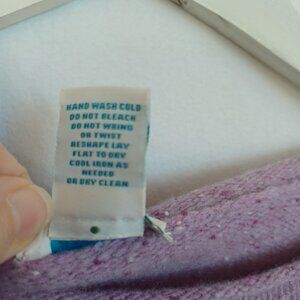 HAND WASH COLD
DO NOT BLEACH
DO NOT WRING
OR TWIST
RESHAPE LAY
FLAT TO DRY
COOL IRON AS
NEEDED
OR DRY CLEAN